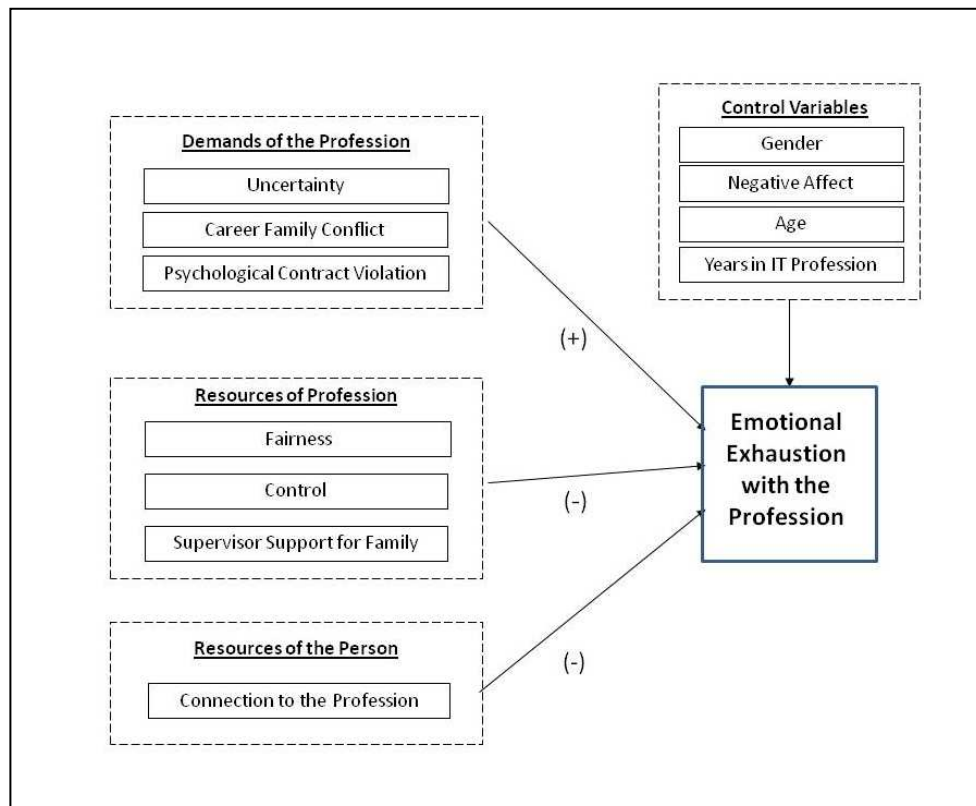 Demands of the Profession
Uncertainty
Career Family Conflict
Psychological Contract Violation
(+)
Resources of Profession
Fairness
Control
Supervisor Support for Family
(-)
Resources of the Person
Connection to the Profession
(-)
Control Variables
Gender
Negative Affect
Age
Years in IT Profession
Emotional
Exhaustion
with the
Profession